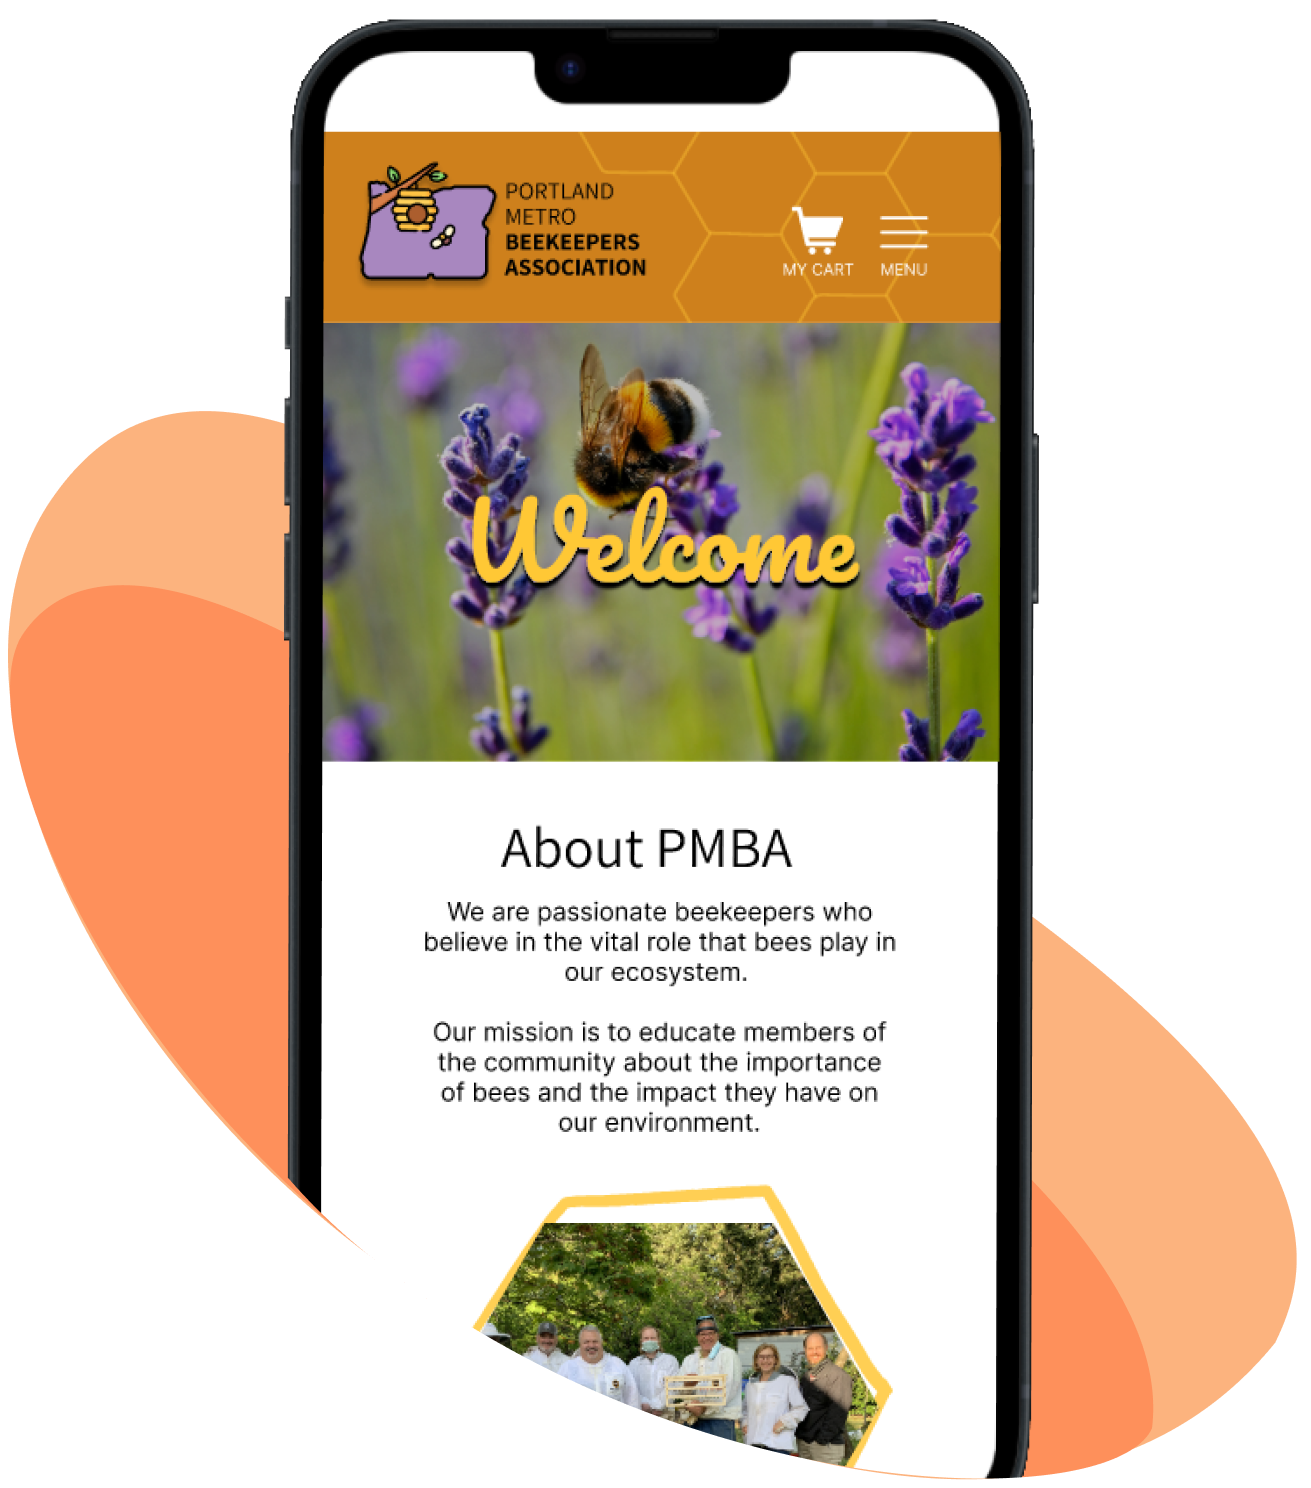 PORTLAND
METRO
BEEKEEPERS
ASSOCIATION
MY CART
MENU
Welcome
About PMBA
We are passionate beekeepers who
believe in the vital role that bees play in
our ecosystem.
Our mission is to educate members of
the community about the importance
of bees and the impact they have on
our environment.